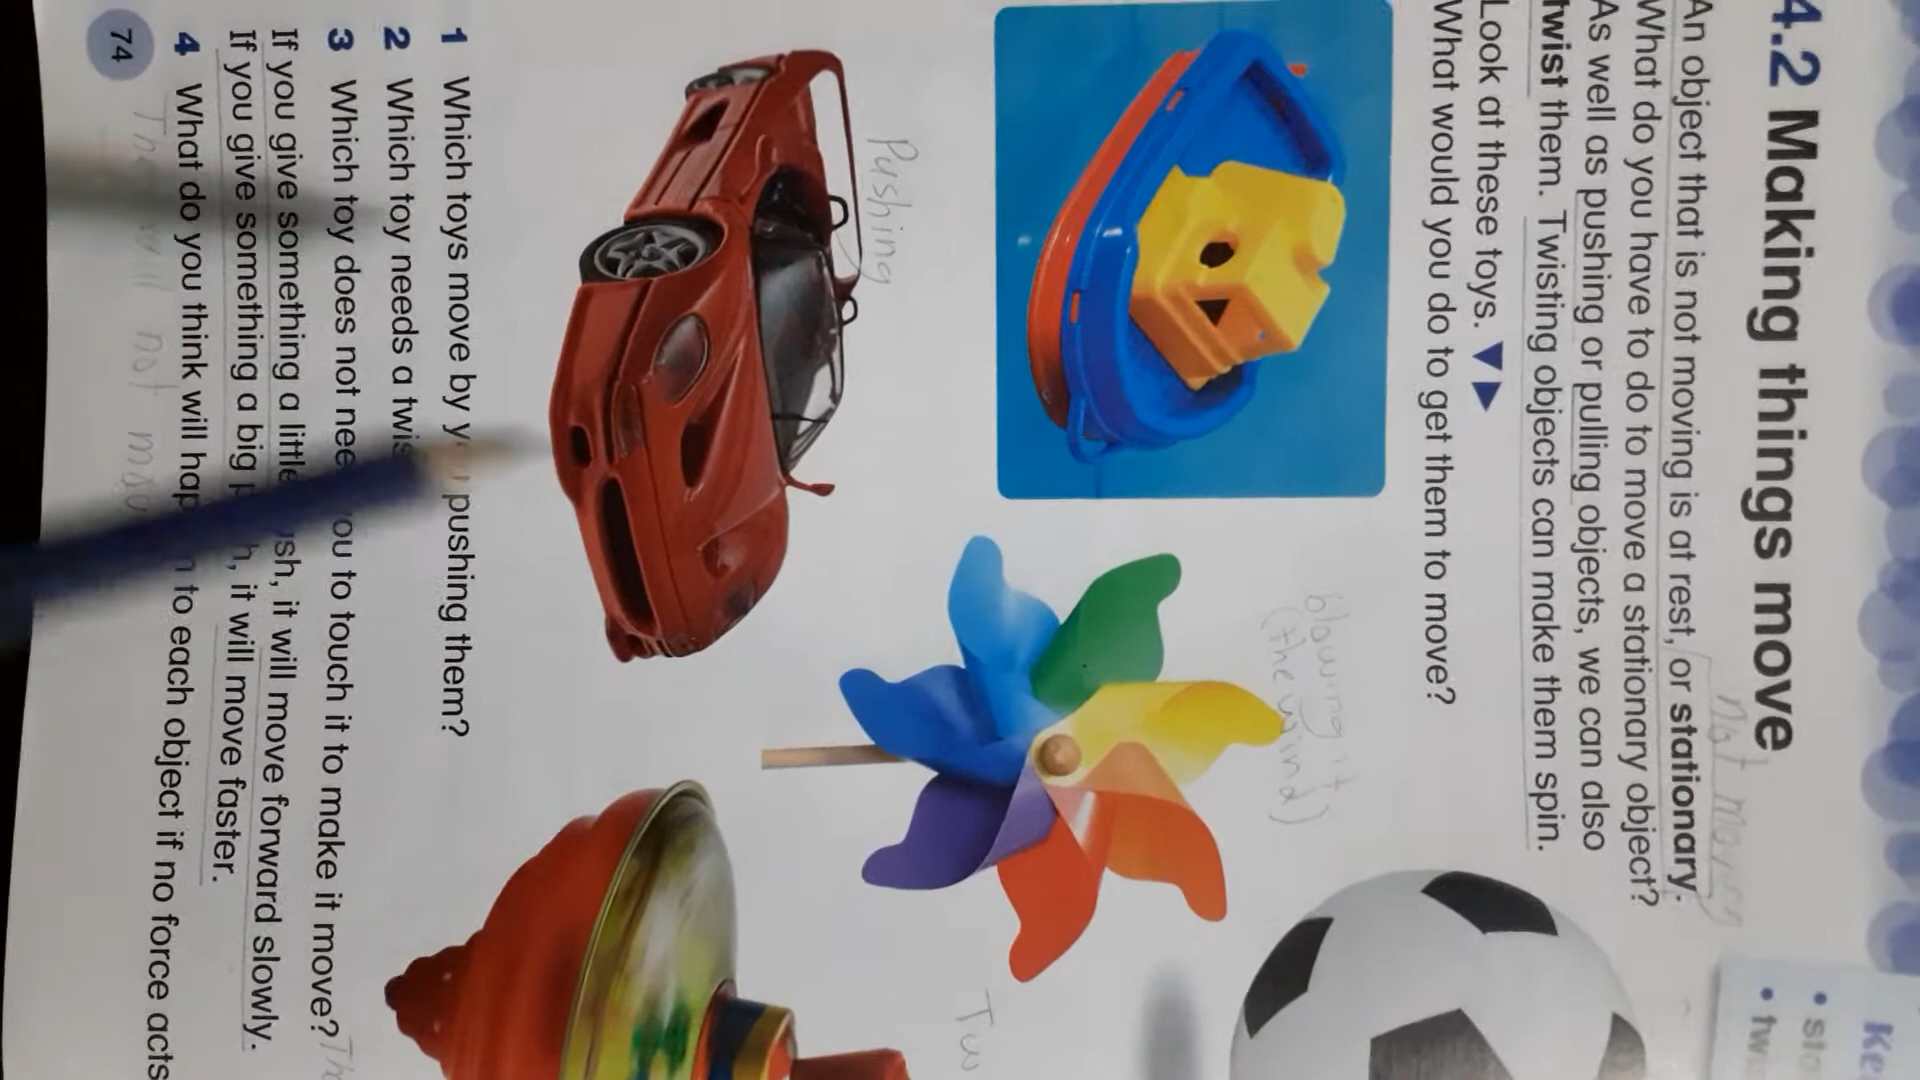 4.2 Making things move
not moving
An object that is not moving is at rest, or stationary.
What do you have to do to move a stationary object?
As well as pushing or pulling objects, we can also
twist them. Twisting objects can make them spin.
Look at these toys.
What would you do to get them to move?
blowing it
(the wind)
Pushing
1 Which toys move by you pushing them?
2 Which toy needs a
3 Which toy does not you to touch it to make it move?
If you give something a little push, it will move forward slowly.
If you give something a big push, it will move faster.
4 What do you think will happen to each object if no force acts
will not
74